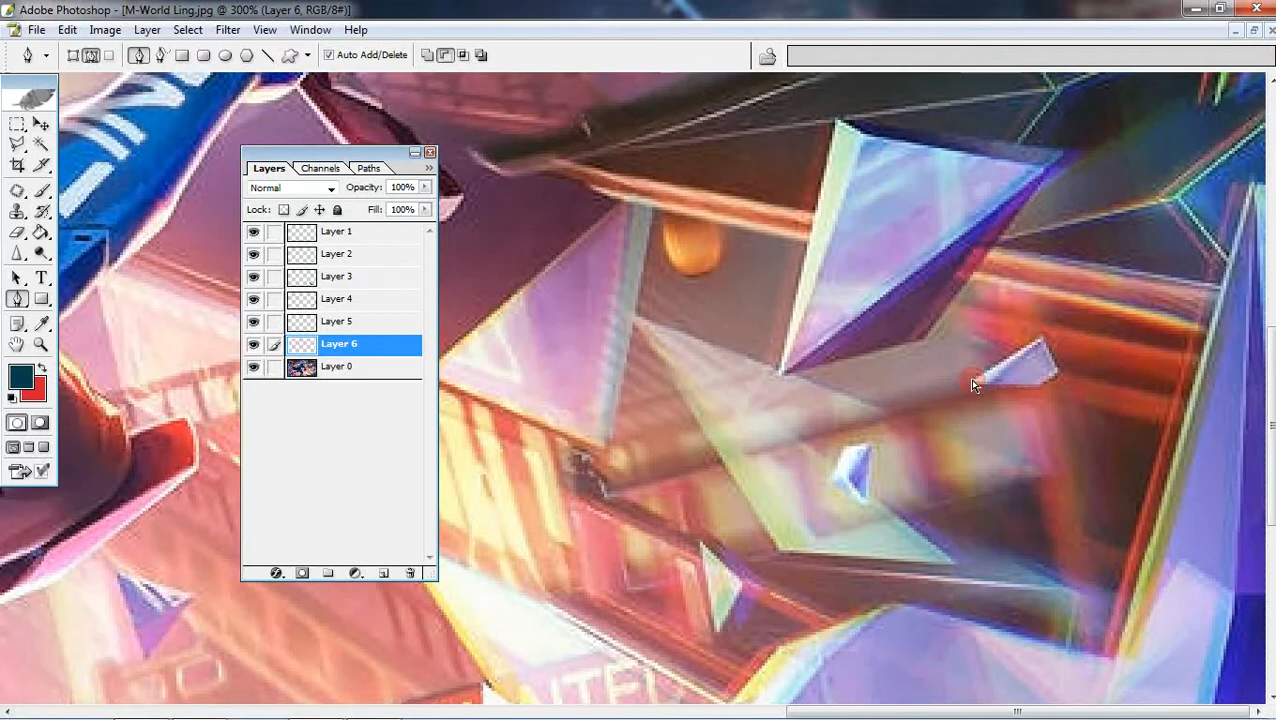 Adobe Photoshop - [M-World Ling.jpg @ 300% (Layer 6, RGB/8#)]
File Edit Image Layer Select Filter View Window Help
Auto Add/Delete
Layers Channels Paths
Normal Opacity: 100%
Lock: Fill: 100%
Layer 1
Layer 2
Layer 3
Layer 4
Layer 5
Layer 6
Layer 0